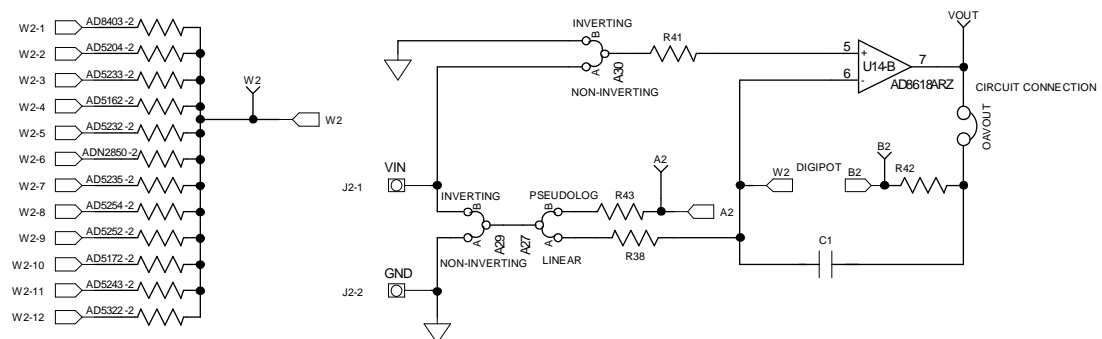 W2-1 AD8403-2
W2-2 AD5204-2
W2-3 AD5233-2
W2-4 AD5162-2
W2-5 AD5232-2
W2-6 ADN2850-2
W2-7 AD5235-2
W2-8 AD5254-2
W2-9 AD5252-2
W2-10 AD5172-2
W2-11 AD5243-2
W2-12 AD5322-2
W2
W2
INVERTING
B
A
A30
NON-INVERTING
R41
5
+
6
-
U14-B
7
AD8618ARZ
VOUT
CIRCUIT CONNECTION
OAVOUT
VIN
J2-1
INVERTING
B
A
A29
NON-INVERTING
GND
J2-2
PSEUDOLOG
B
A
A27
LINEAR
R43
A2
A2
R38
W2
DIGIPOT
B2
B2
R42
C1